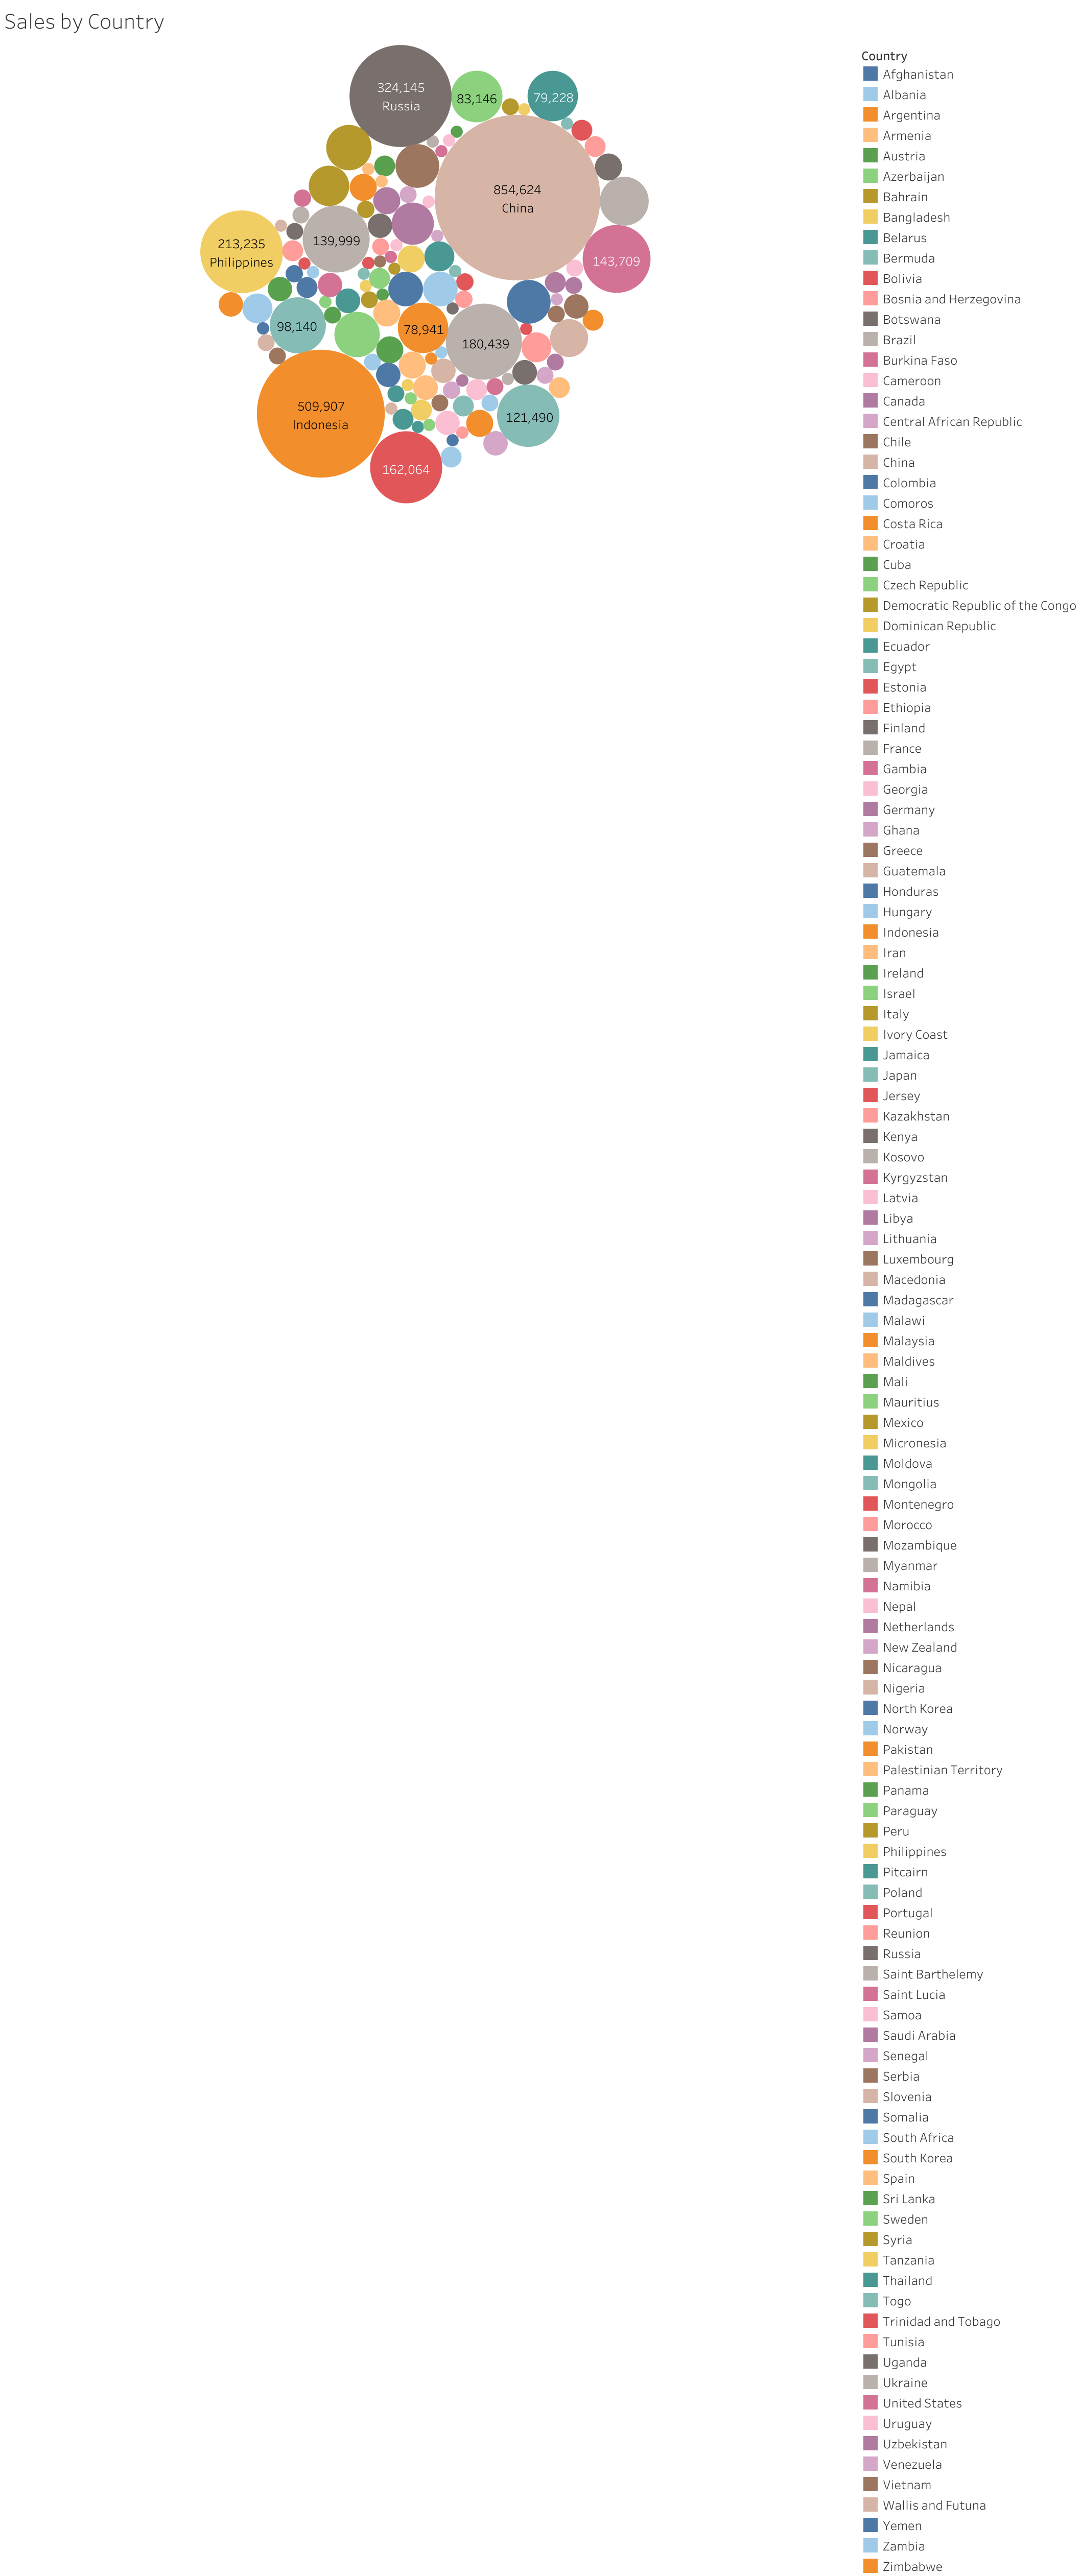 Sales by Country
324,145
Russia
83,146
79,228
854,624
China
213,235
Philippines
139,999
143,709
98,140
78,941
180,439
509,907
Indonesia
121,490
162,064
Country
Afghanistan
Albania
Argentina
Armenia
Austria
Azerbaijan
Bahrain
Bangladesh
Belarus
Bermuda
Bolivia
Bosnia and Herzegovina
Botswana
Brazil
Burkina Faso
Cameroon
Canada
Central African Republic
Chile
China
Colombia
Comoros
Costa Rica
Croatia
Cuba
Czech Republic
Democratic Republic of the Congo
Dominican Republic
Ecuador
Egypt
Estonia
Ethiopia
Finland
France
Gambia
Georgia
Germany
Ghana
Greece
Guatemala
Honduras
Hungary
Indonesia
Iran
Ireland
Israel
Italy
Ivory Coast
Jamaica
Japan
Jersey
Kazakhstan
Kenya
Kosovo
Kyrgyzstan
Latvia
Libya
Lithuania
Luxembourg
Macedonia
Madagascar
Malawi
Malaysia
Maldives
Mali
Mauritius
Mexico
Micronesia
Moldova
Mongolia
Montenegro
Morocco
Mozambique
Myanmar
Namibia
Nepal
Netherlands
New Zealand
Nicaragua
Nigeria
North Korea
Norway
Pakistan
Palestinian Territory
Panama
Paraguay
Peru
Philippines
Pitcairn
Poland
Portugal
Reunion
Russia
Saint Barthelemy
Saint Lucia
Samoa
Saudi Arabia
Senegal
Serbia
Slovenia
Somalia
South Africa
South Korea
Spain
Sri Lanka
Sweden
Syria
Tanzania
Thailand
Togo
Trinidad and Tobago
Tunisia
Uganda
Ukraine
United States
Uruguay
Uzbekistan
Venezuela
Vietnam
Wallis and Futuna
Yemen
Zambia
Zimbabwe